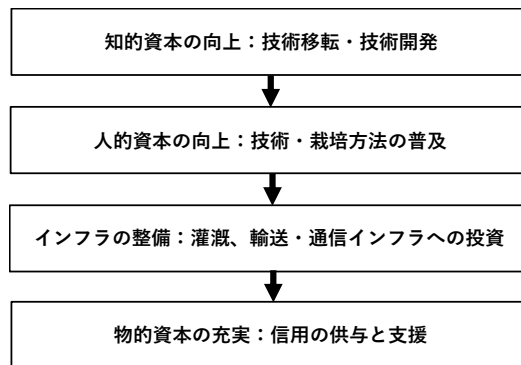 知的資本の向上：技術移転・技術開発
人的資本の向上：技術・栽培方法の普及
インフラの整備：灌漑、輸送・通信インフラへの投資
物的資本の充実：信用の供与と支援